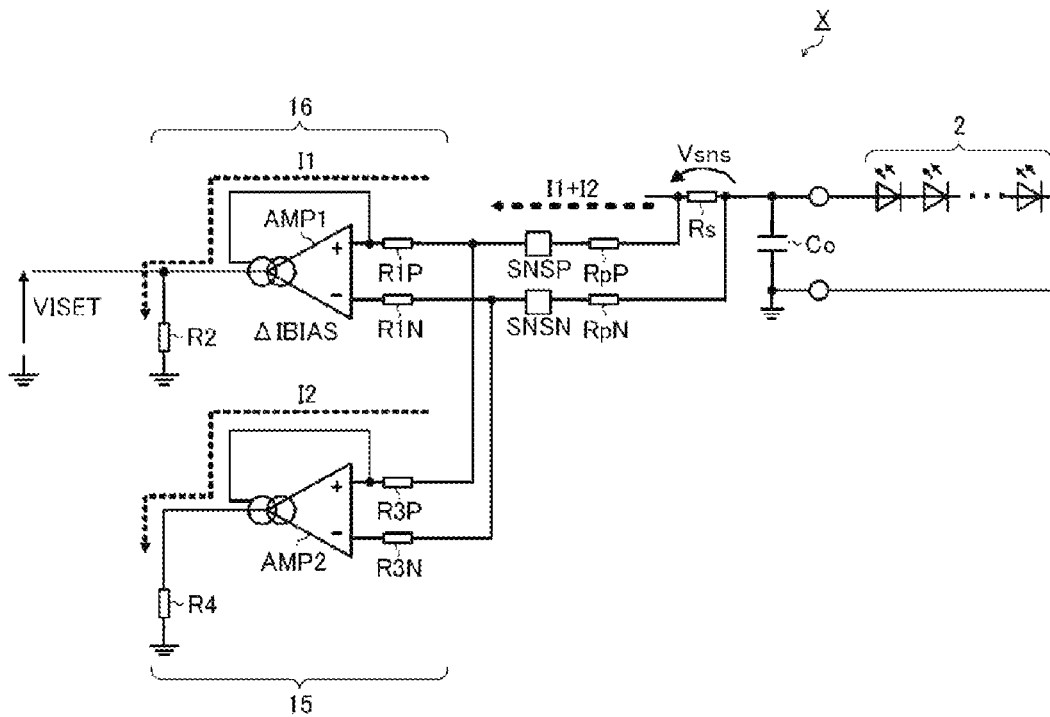 X
16
2
I1
Vsns
I1+I2
AMP1
Rs
Co
+
R1P
SNSP
RpP
VISET
−
R1N
SNSN
RpN
R2
Δ IBIAS
I2
+
R3P
−
AMP2
R3N
R4
15